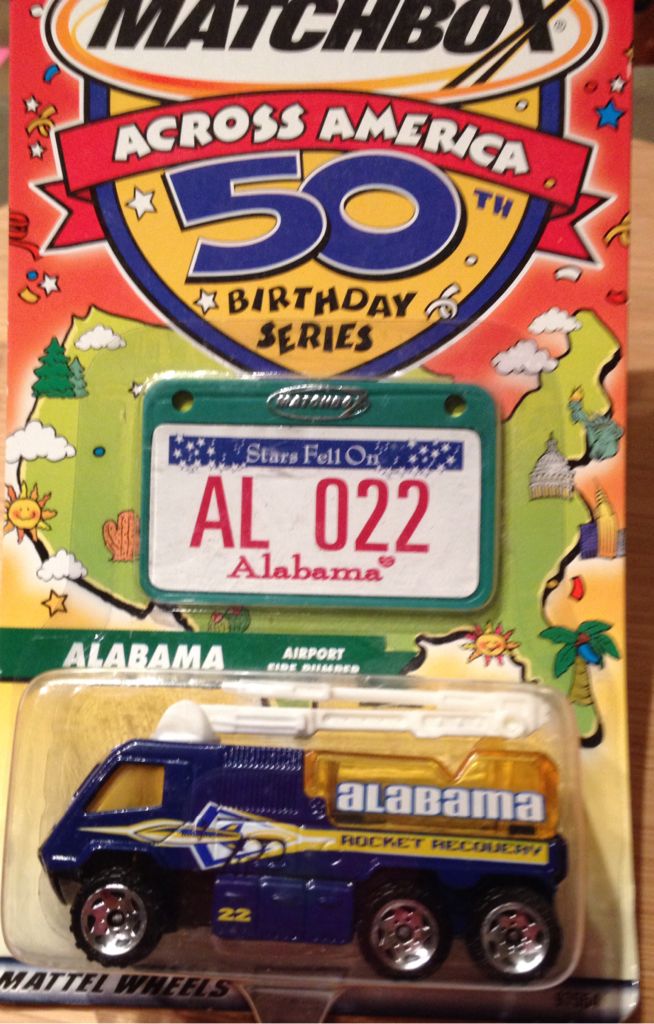 MATCHBOX®
ACROSS AMERICA
50TH
BIRTHDAY
SERIES
MATCHBOX
Stars Fell On
AL 022
Alabama
ALABAMA
AIRPORT
FIRE PUMPER
ALABAMA
ROCKET RECOVERY
22
MATTEL WHEELS